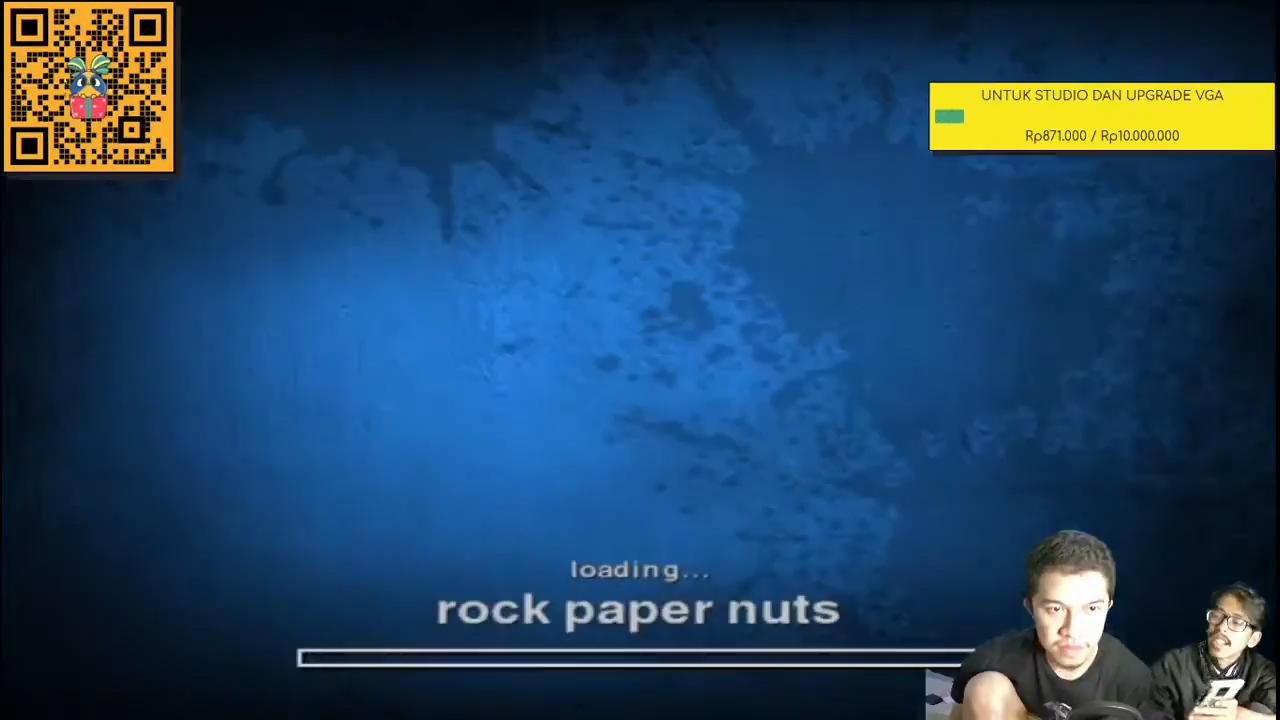 UNTUK STUDIO DAN UPGRADE VGA
Rp871.000 / Rp10.000.000
loading...
rock paper nuts